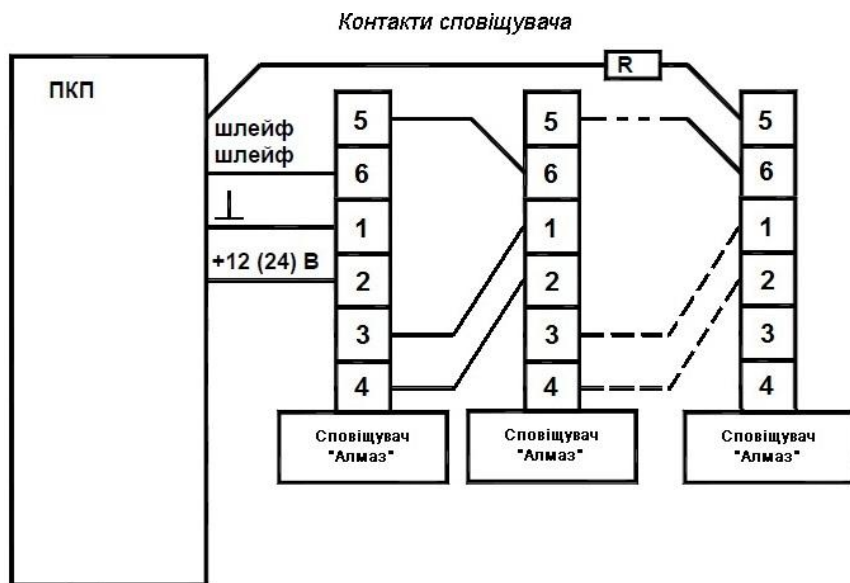 Контакти сповіщувача
R
ПКП
шлейф
шлейф
+12 (24) В
5
6
1
2
3
4
5
6
1
2
3
4
5
6
1
2
3
4
Сповіщувач
"Алмаз"
Сповіщувач
"Алмаз"
Сповіщувач
"Алмаз"